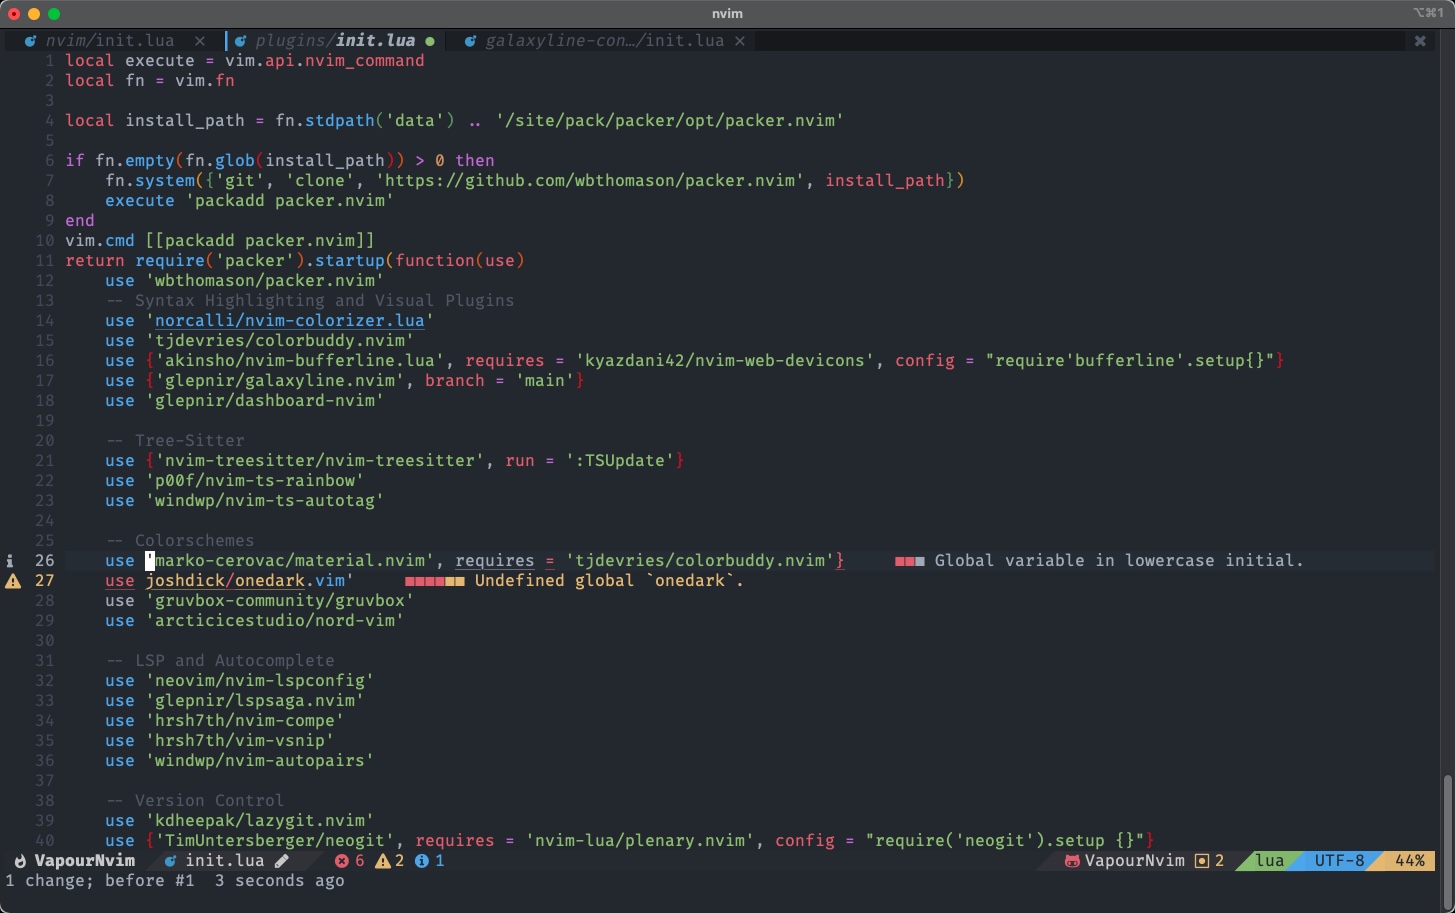 nvim
⌥⌘1
nvim/init.lua × plugins/init.lua ● galaxyline-con…/init.lua ×
1 local execute = vim.api.nvim_command
2 local fn = vim.fn
3
4 local install_path = fn.stdpath('data') .. '/site/pack/packer/opt/packer.nvim'
5
6 if fn.empty(fn.glob(install_path)) > 0 then
7     fn.system({'git', 'clone', 'https://github.com/wbthomason/packer.nvim', install_path})
8     execute 'packadd packer.nvim'
9 end
10 vim.cmd [[packadd packer.nvim]]
11 return require('packer').startup(function(use)
12     use 'wbthomason/packer.nvim'
13     -- Syntax Highlighting and Visual Plugins
14     use 'norcalli/nvim-colorizer.lua'
15     use 'tjdevries/colorbuddy.nvim'
16     use {'akinsho/nvim-bufferline.lua', requires = 'kyazdani42/nvim-web-devicons', config = "require'bufferline'.setup{}"}
17     use {'glepnir/galaxyline.nvim', branch = 'main'}
18     use 'glepnir/dashboard-nvim'
19
20     -- Tree-Sitter
21     use {'nvim-treesitter/nvim-treesitter', run = ':TSUpdate'}
22     use 'p00f/nvim-ts-rainbow'
23     use 'windwp/nvim-ts-autotag'
24
25     -- Colorschemes
26     use 'marko-cerovac/material.nvim', requires = 'tjdevries/colorbuddy.nvim'}     ■■■ Global variable in lowercase initial.
27     use joshdick/onedark.vim'     ■■■■■■ Undefined global `onedark`.
28     use 'gruvbox-community/gruvbox'
29     use 'arcticicestudio/nord-vim'
30
31     -- LSP and Autocomplete
32     use 'neovim/nvim-lspconfig'
33     use 'glepnir/lspsaga.nvim'
34     use 'hrsh7th/nvim-compe'
35     use 'hrsh7th/vim-vsnip'
36     use 'windwp/nvim-autopairs'
37
38     -- Version Control
39     use 'kdheepak/lazygit.nvim'
40     use {'TimUntersberger/neogit', requires = 'nvim-lua/plenary.nvim', config = "require('neogit').setup {}"}
VapourNvim init.lua 6 2 1 VapourNvim 2 lua UTF-8 44%
1 change; before #1  3 seconds ago